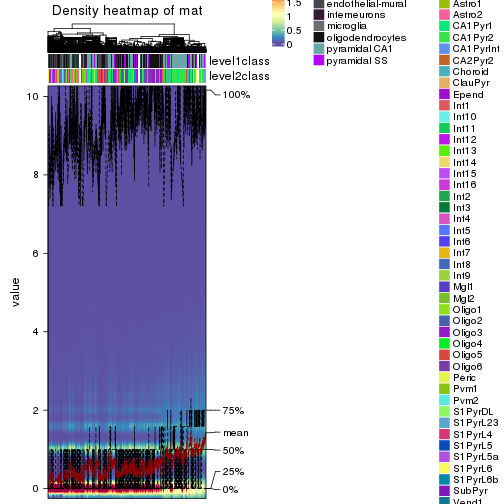 Density heatmap of mat
level1class
level2class
100%
75%
mean
50%
25%
0%
value
10
8
6
4
2
0
1.5
1
0.5
0
endothelial-mural
interneurons
microglia
oligodendrocytes
pyramidal CA1
pyramidal SS
Astro1
Astro2
CA1Pyr1
CA1Pyr2
CA1PyrInt
CA2Pyr2
Choroid
ClauPyr
Epend
Int1
Int10
Int11
Int12
Int13
Int14
Int15
Int16
Int2
Int3
Int4
Int5
Int6
Int7
Int8
Int9
Mgl1
Mgl2
Oligo1
Oligo2
Oligo3
Oligo4
Oligo5
Oligo6
Peric
Pvm1
Pvm2
S1PyrDL
S1PyrL23
S1PyrL4
S1PyrL5
S1PyrL5a
S1PyrL6
S1PyrL6b
SubPyr
Vend1